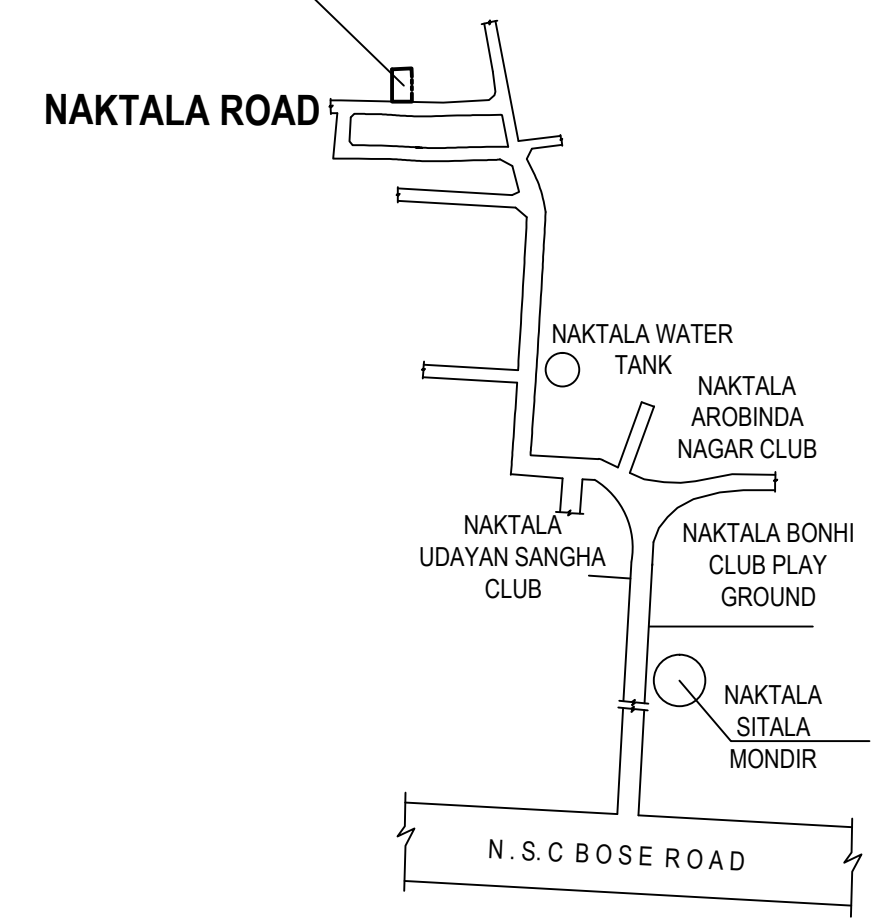 NAKTALA ROAD
NAKTALA WATER
TANK
NAKTALA
AROBINDA
NAGAR CLUB
NAKTALA
UDAYAN SANGHA
CLUB
NAKTALA BONHI
CLUB PLAY
GROUND
NAKTALA
SITALA
MONDIR
N.S.C BOSE ROAD